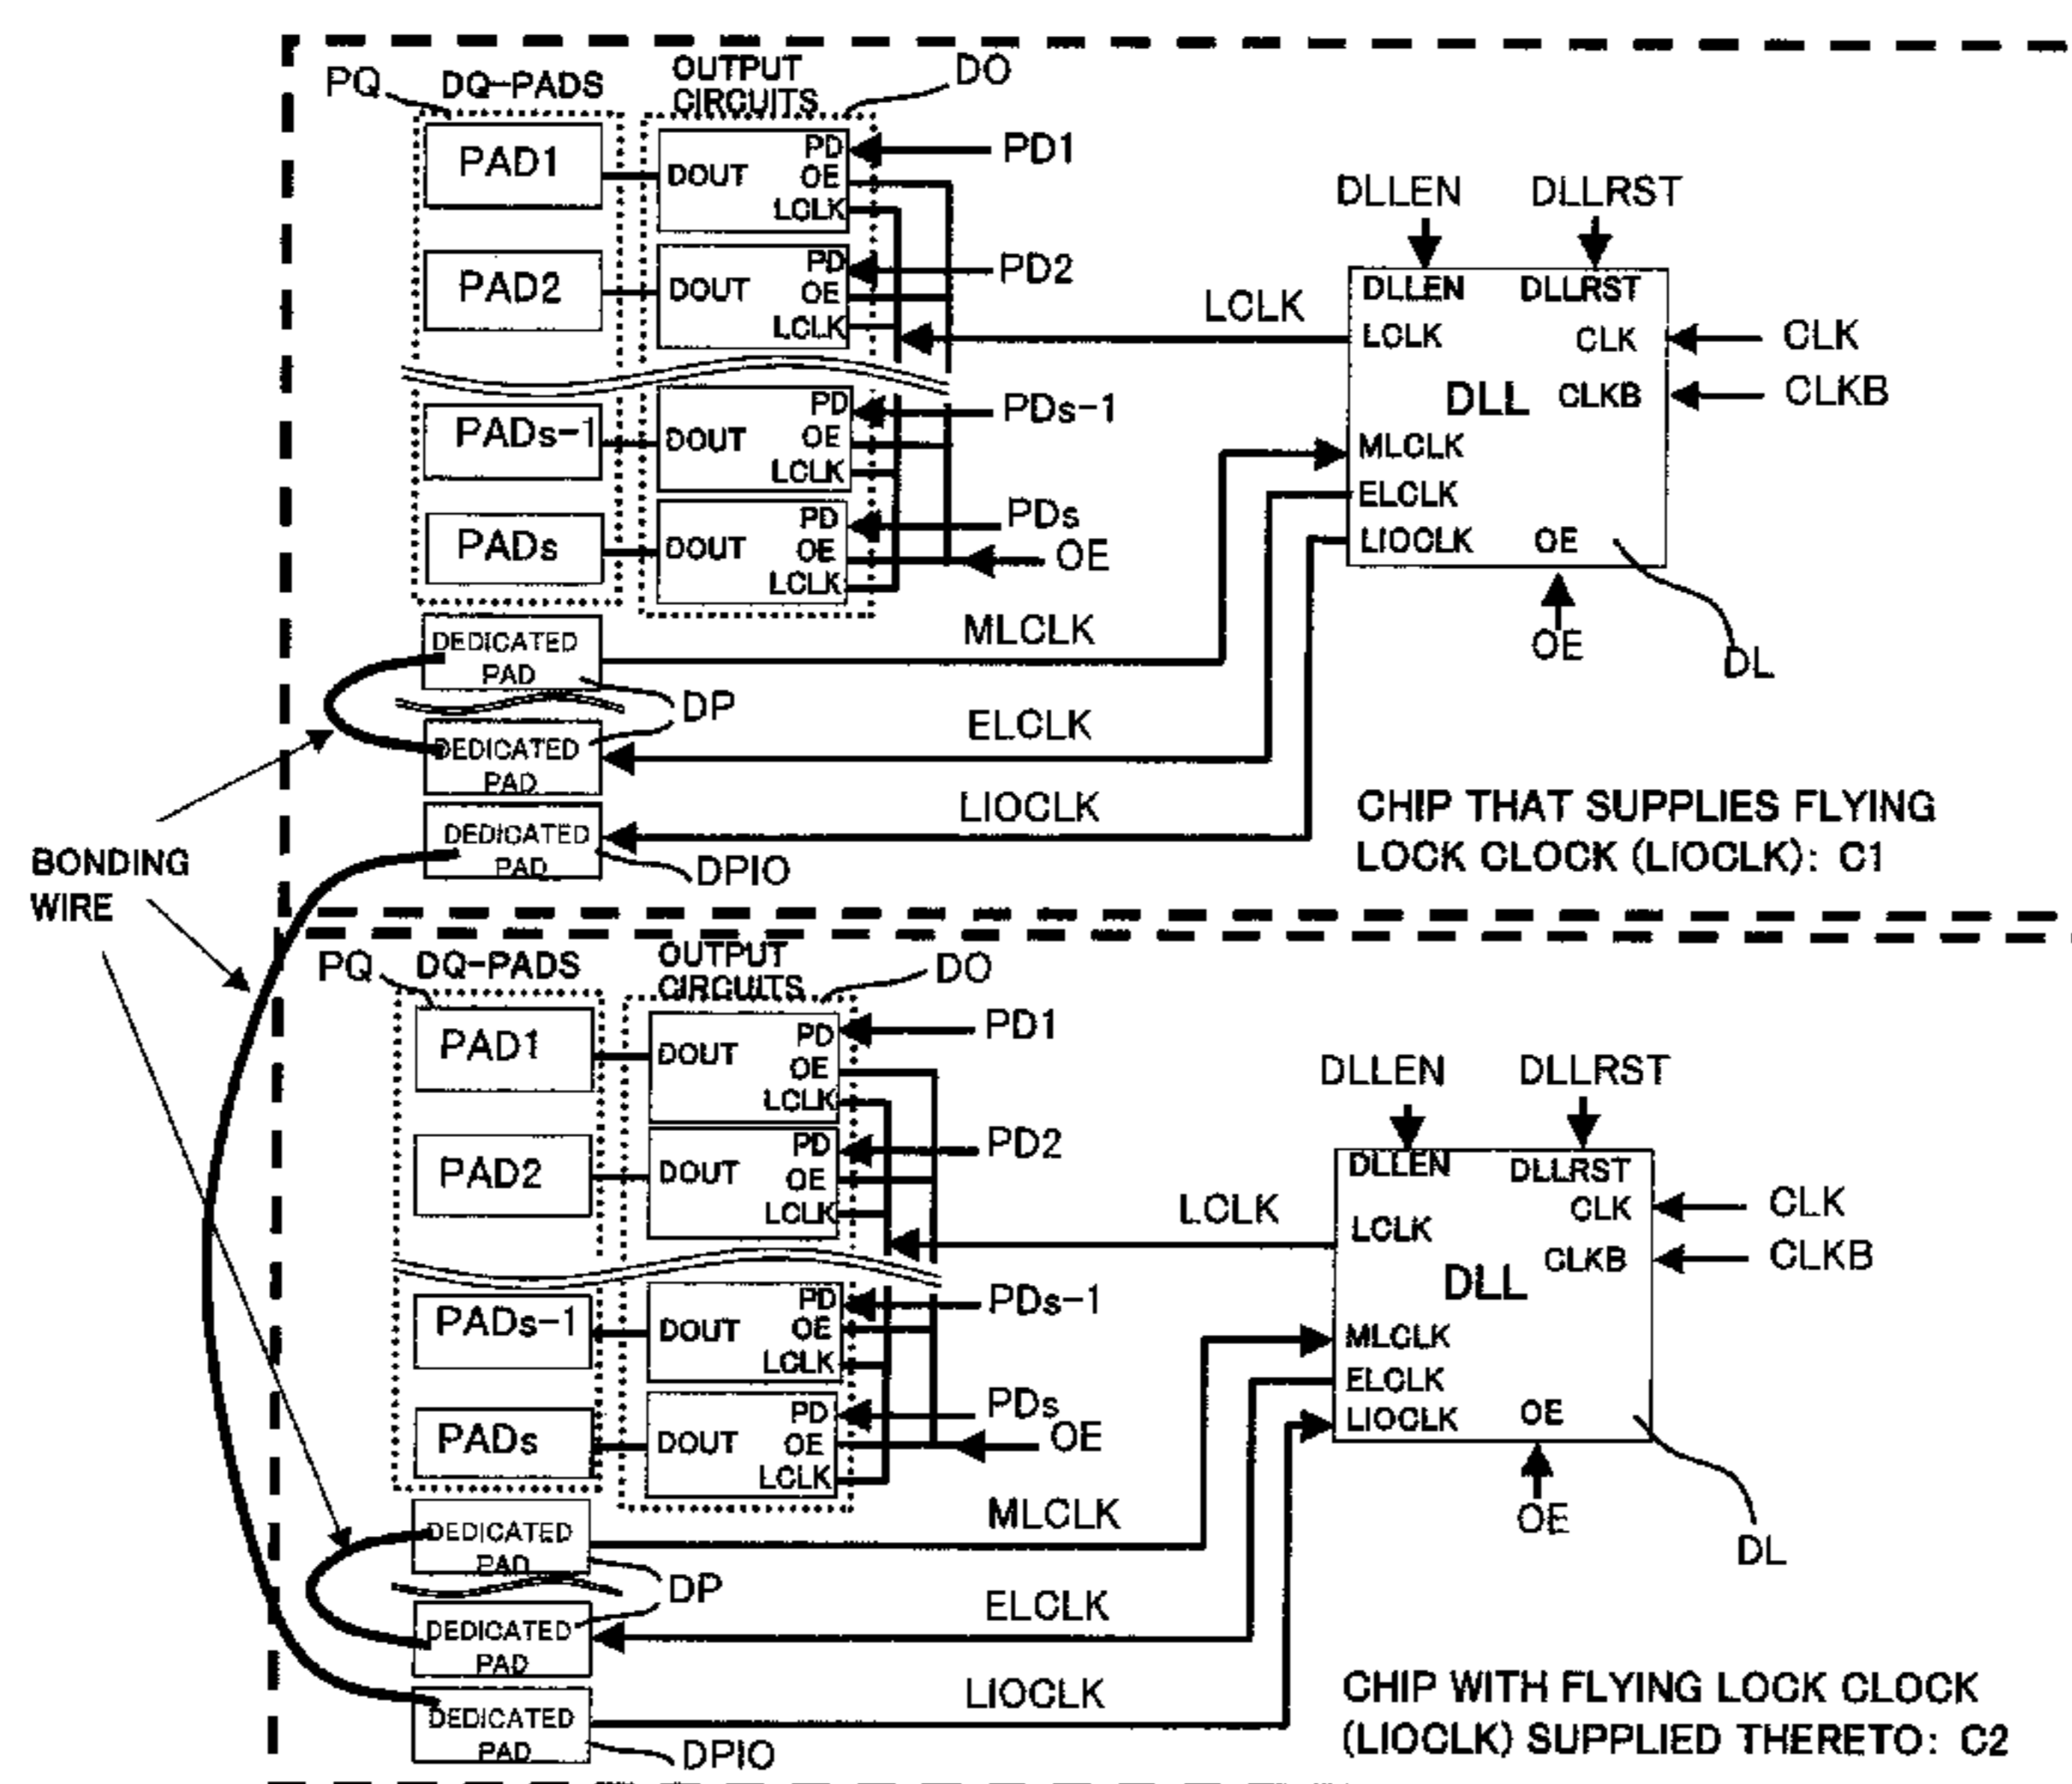 PQ
DQ-PADS
OUTPUT
CIRCUITS
DO
PAD1
DOUT
PD
OE
LCLK
PD1
PAD2
DOUT
PD
OE
LCLK
PD2
PADs-1
DOUT
PD
OE
LCLK
PDs-1
PADs
DOUT
PD
OE
LCLK
PDs
OE
LCLK
DLLEN
DLLRST
DLLEN
DLLRST
LCLK
CLK
CLK
DLL
CLKB
CLKB
MLCLK
ELCLK
LIOCLK
OE
OE
DL
DEDICATED
PAD
MLCLK
DP
DEDICATED
PAD
ELCLK
DEDICATED
PAD
LIOCLK
DPIO
CHIP THAT SUPPLIES FLYING
LOCK CLOCK (LIOCLK): C1
BONDING
WIRE
PQ
DQ-PADS
OUTPUT
CIRCUITS
DO
PAD1
DOUT
PD
OE
LCLK
PD1
PAD2
DOUT
PD
OE
LCLK
PD2
PADs-1
DOUT
PD
OE
LCLK
PDs-1
PADs
DOUT
PD
OE
LCLK
PDs
OE
LCLK
DLLEN
DLLRST
DLLEN
DLLRST
CLK
CLK
LCLK
CLKB
CLKB
DLL
MLCLK
ELCLK
LIOCLK
OE
OE
DL
DEDICATED
PAD
MLCLK
DP
DEDICATED
PAD
ELCLK
DEDICATED
PAD
LIOCLK
DPIO
CHIP WITH FLYING LOCK CLOCK
(LIOCLK) SUPPLIED THERETO: C2